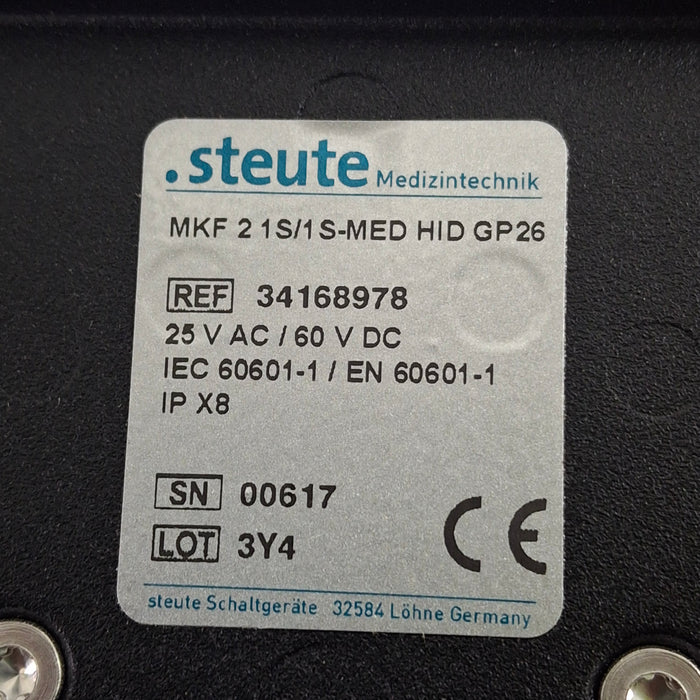 .steute Medizintechnik
MKF 2 1S/1S-MED HID GP26
REF 34168978
25 V AC / 60 V DC
IEC 60601-1 / EN 60601-1
IP X8
SN 00617
LOT 3Y4
CE
steute Schaltgeräte 32584 Löhne Germany